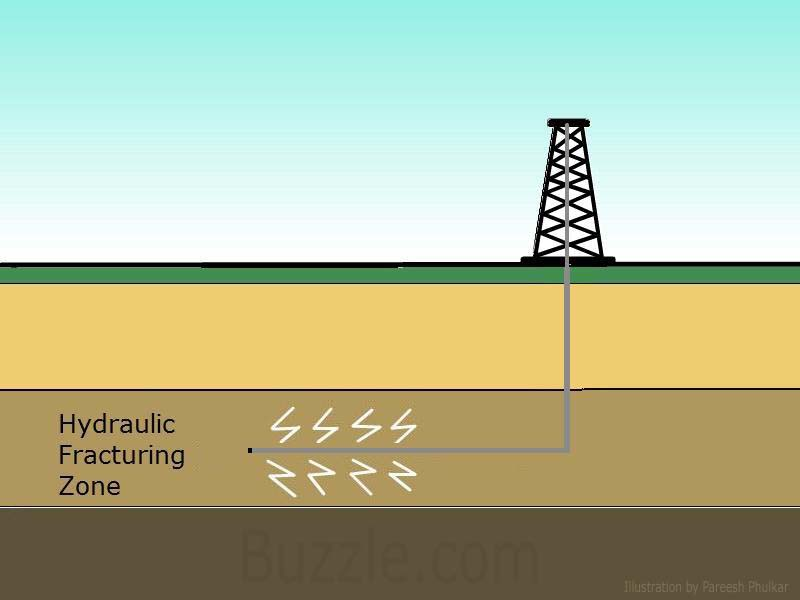 Hydraulic
Fracturing
Zone
Buzzle.com
Illustration by Pareesh Phulkar